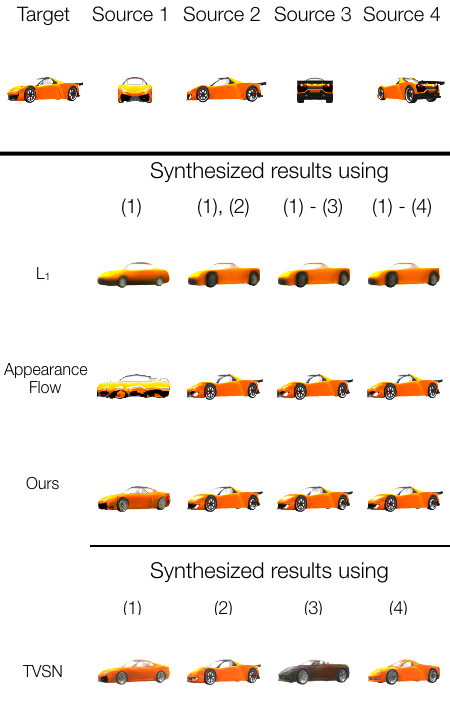 Target Source 1 Source 2 Source 3 Source 4
Synthesized results using
(1) (1), (2) (1) - (3) (1) - (4)
L₁
Appearance
Flow
Ours
Synthesized results using
(1) (2) (3) (4)
TVSN